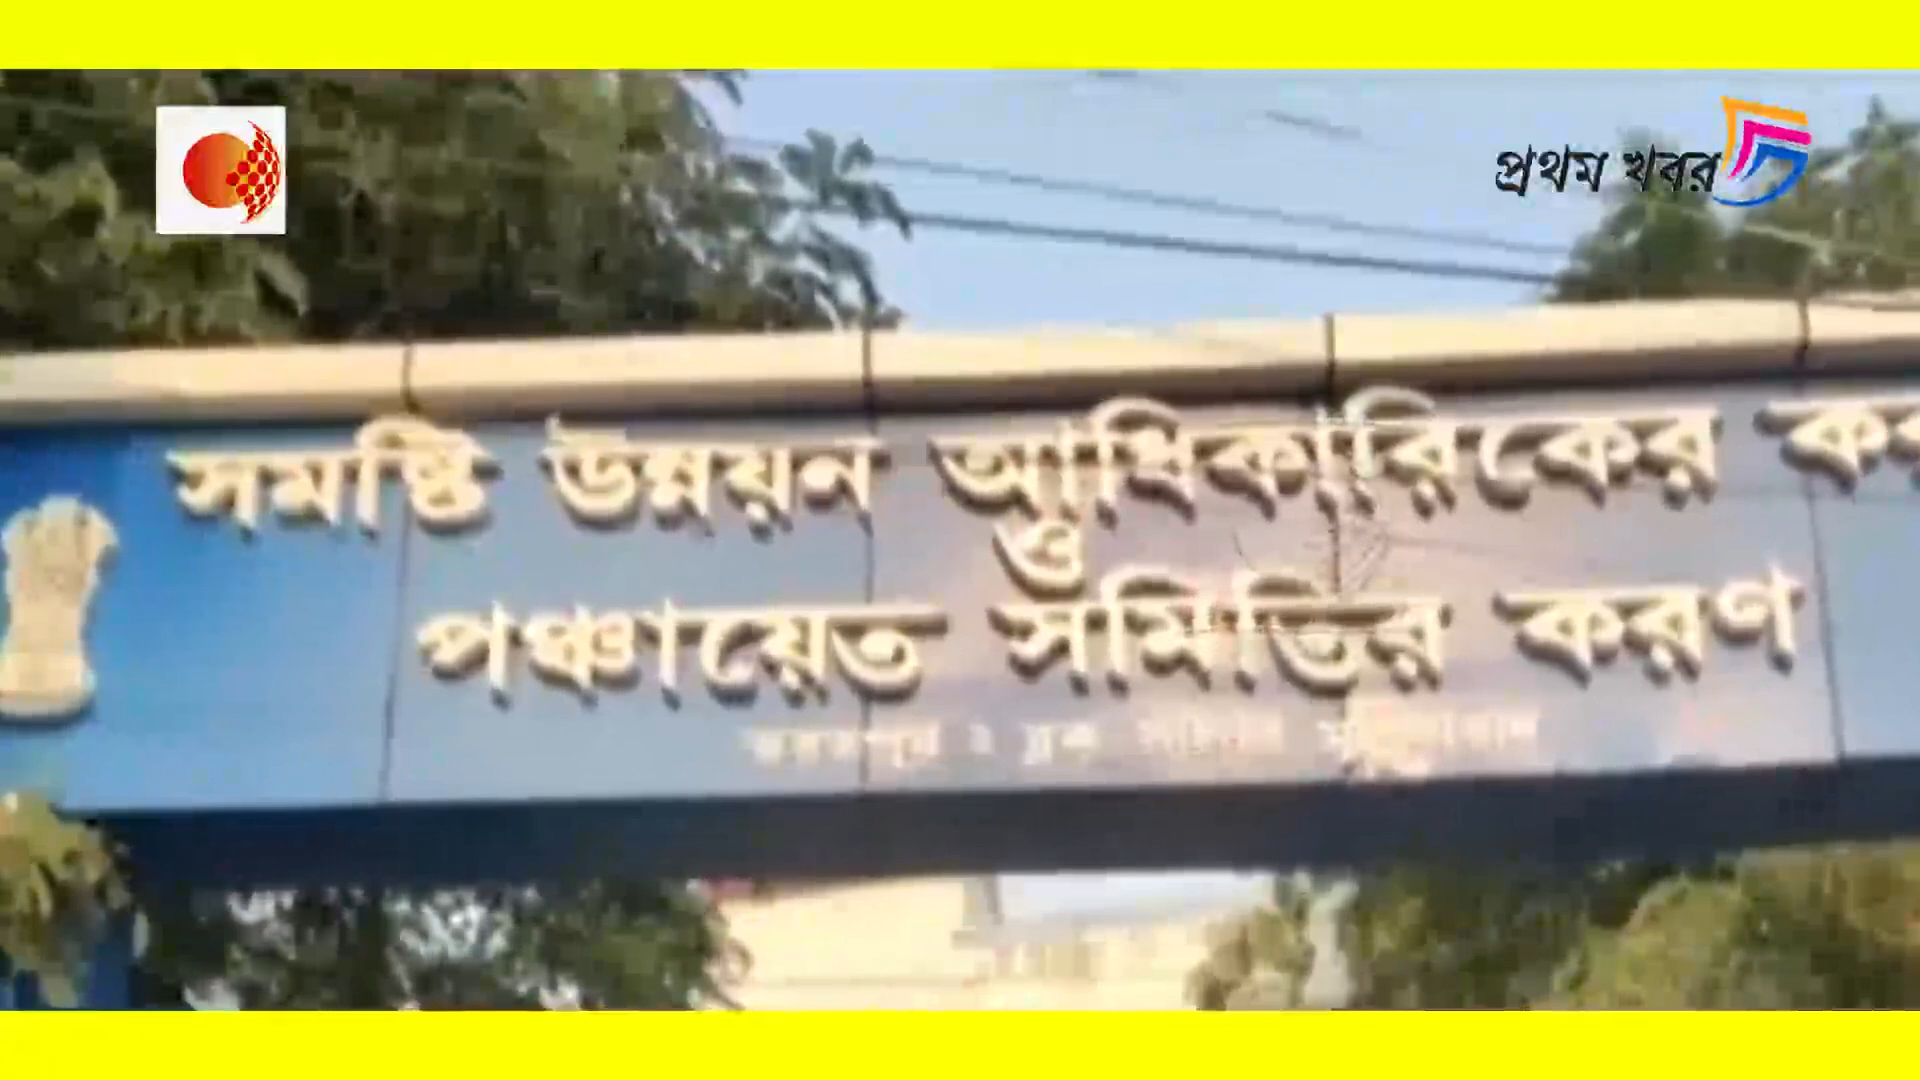 প্রথম খবর
সমষ্টি উন্নয়ন আধিকারিকের
ও
পঞ্চায়েত সমিতির করণ